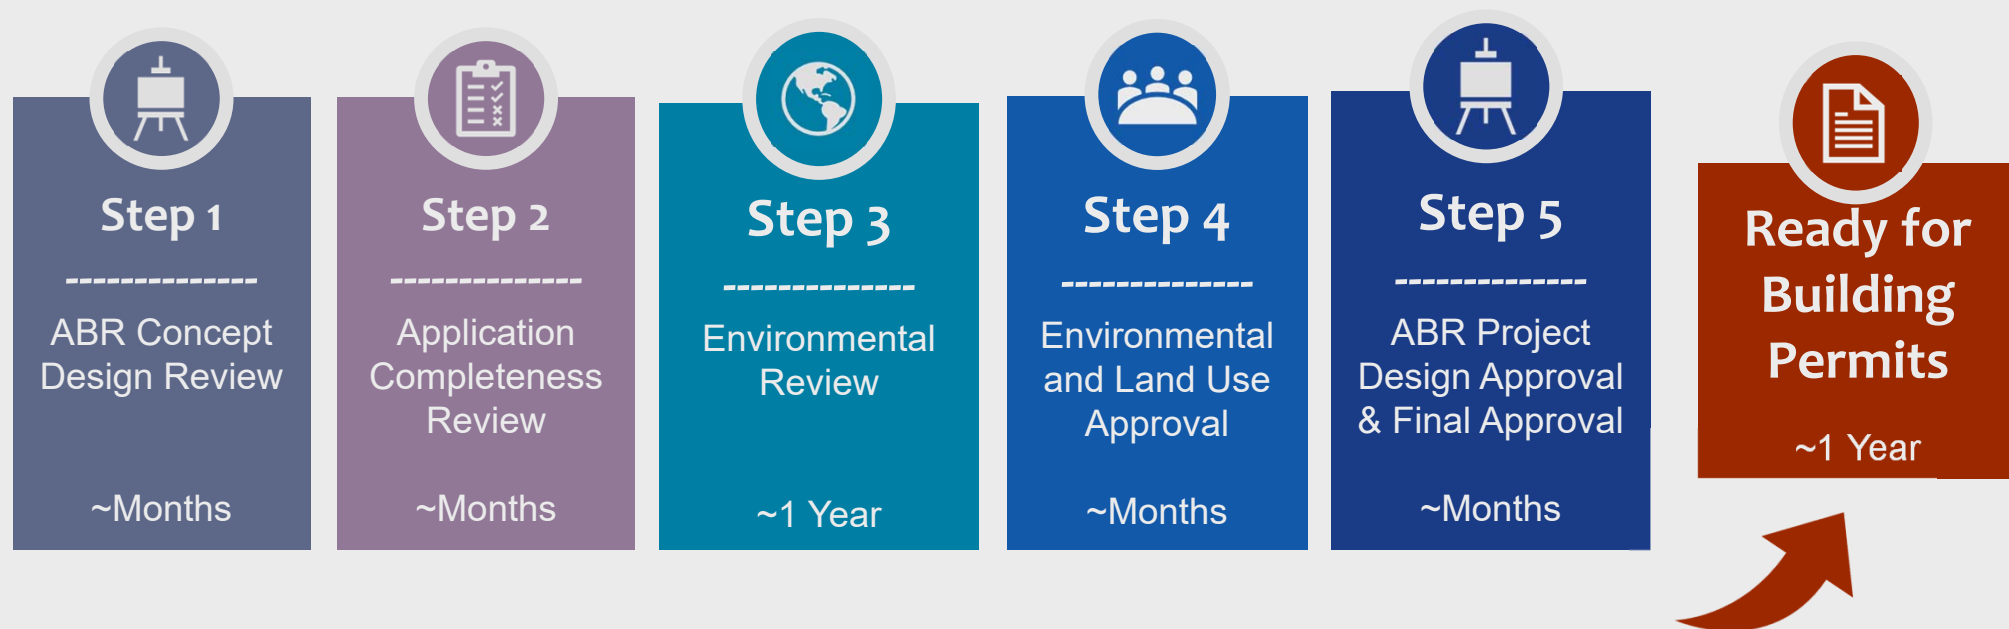 Step 1
--------------
ABR Concept
Design Review
~Months
Step 2
--------------
Application
Completeness
Review
~Months
Step 3
--------------
Environmental
Review
~1 Year
Step 4
--------------
Environmental
and Land Use
Approval
~Months
Step 5
--------------
ABR Project
Design Approval
& Final Approval
~Months
Ready for
Building
Permits
~1 Year